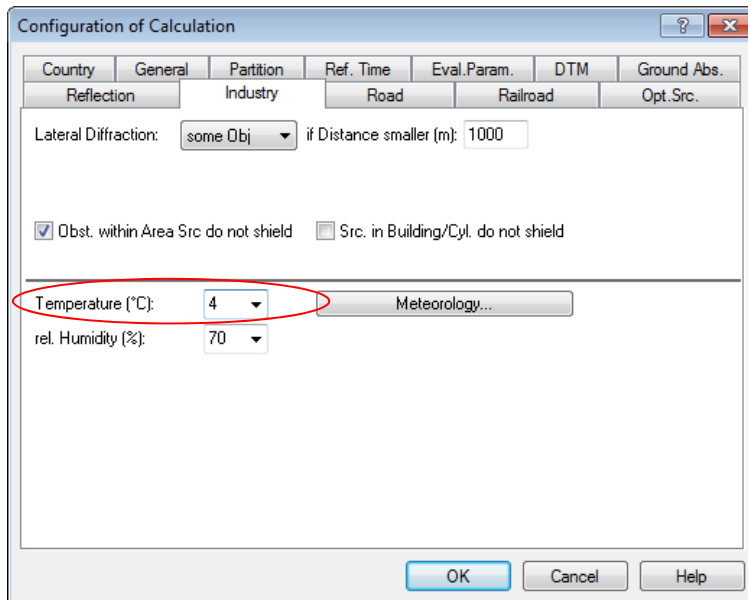 Configuration of Calculation
Country General Partition Ref. Time Eval.Param. DTM Ground Abs.
Reflection Industry Road Railroad Opt.Src.
Lateral Diffraction: some Obj if Distance smaller (m): 1000
Obst. within Area Src do not shield Src. in Building/Cyl. do not shield
Temperature (°C): 4 Meteorology...
rel. Humidity (%): 70
OK Cancel Help